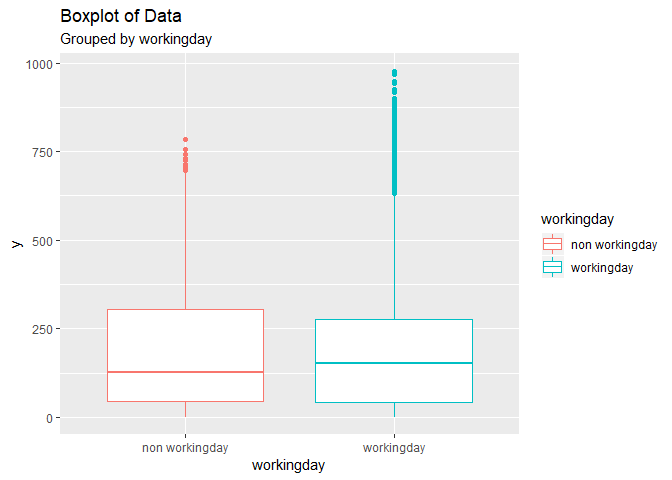 Boxplot of Data
Grouped by workingday
1000
750
500
250
0
y
non workingday
workingday
workingday
workingday
non workingday
workingday